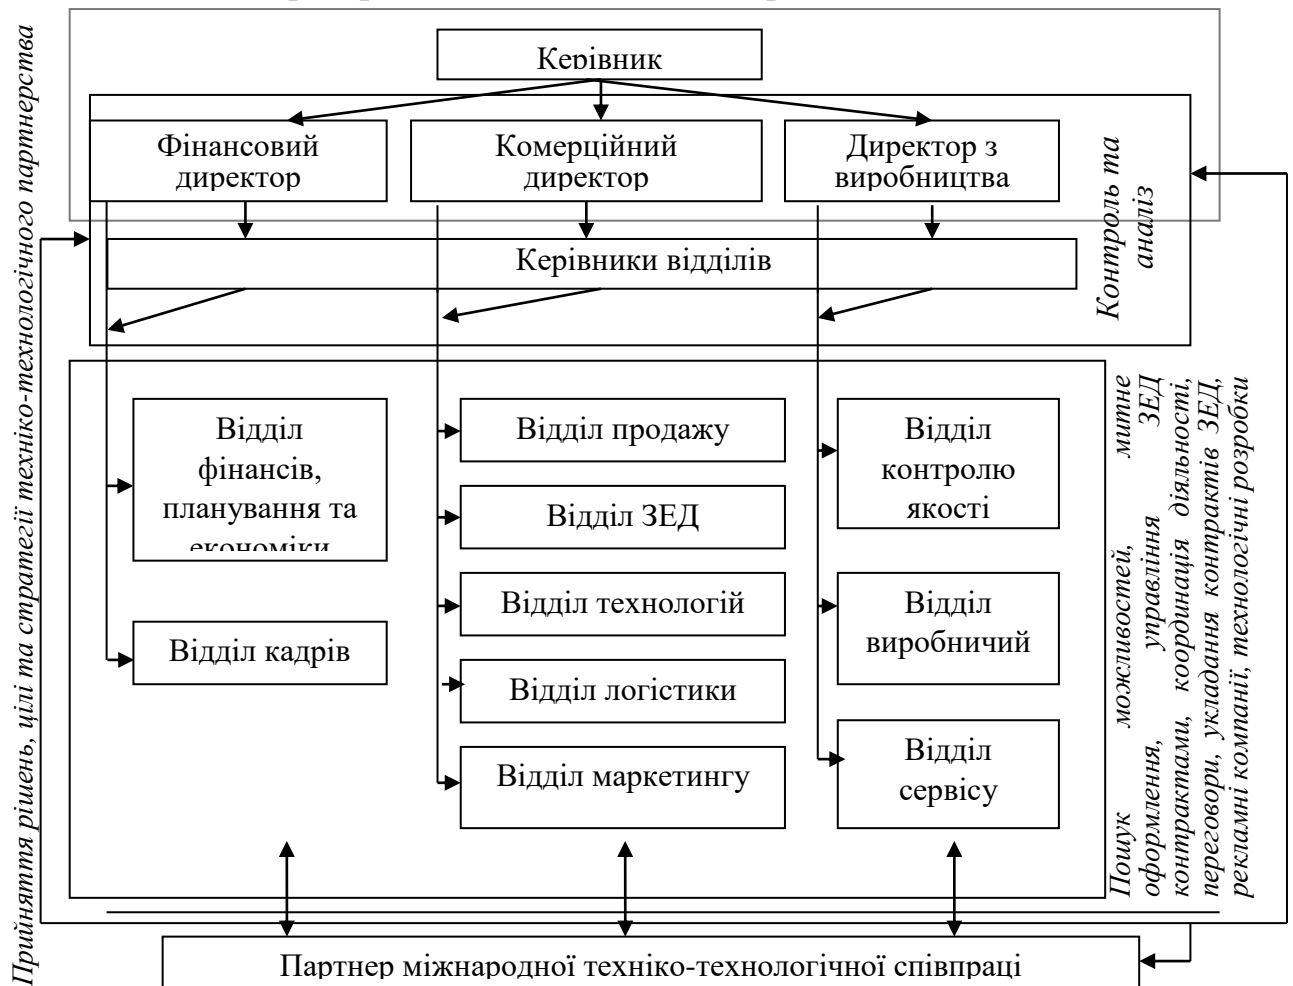 Прийняття рішень, цілі та стратегії техніко-технологічного партнерства
Керівник
Фінансовий
директор
Комерційний
директор
Директор з
виробництва
Контроль та
аналіз
Керівники відділів
Відділ
фінансів,
планування та
економіки
Відділ кадрів
Відділ продажу
Відділ ЗЕД
Відділ технологій
Відділ логістики
Відділ маркетингу
Відділ
контролю
якості
Відділ
виробничий
Відділ
сервісу
Пошук можливостей, митне
оформлення, управління ЗЕД
контрактами, координація діяльності,
переговори, укладання контрактів ЗЕД,
рекламні компанії, технологічні розробки
Партнер міжнародної техніко-технологічної співпраці